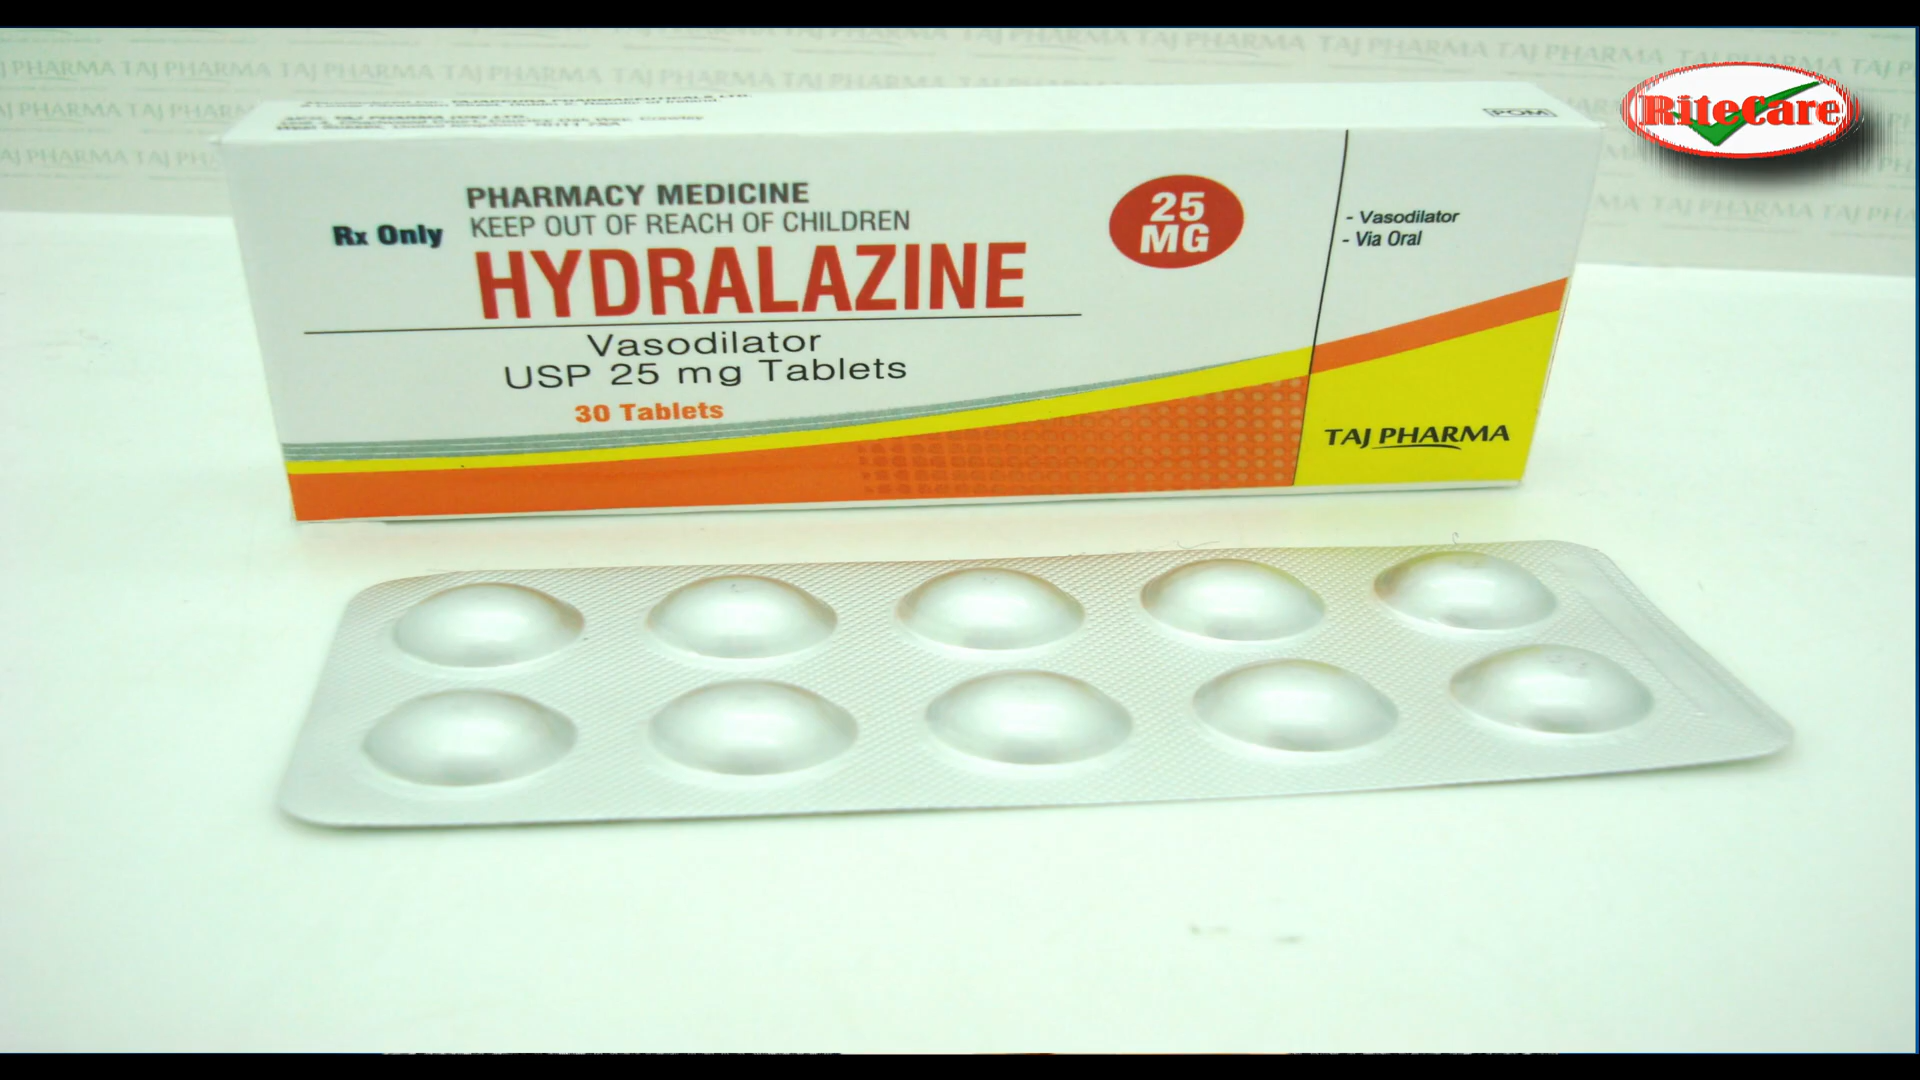 TAJ PHARMA TAJ PHARMA TAJ PHARMA TAJ PHARMA TAJ PHARMA
RiteCare
POM
PHARMACY MEDICINE
Rx Only
KEEP OUT OF REACH OF CHILDREN
HYDRALAZINE
25
MG
- Vasodilator
- Via Oral
Vasodilator
USP 25 mg Tablets
30 Tablets
TAJ PHARMA